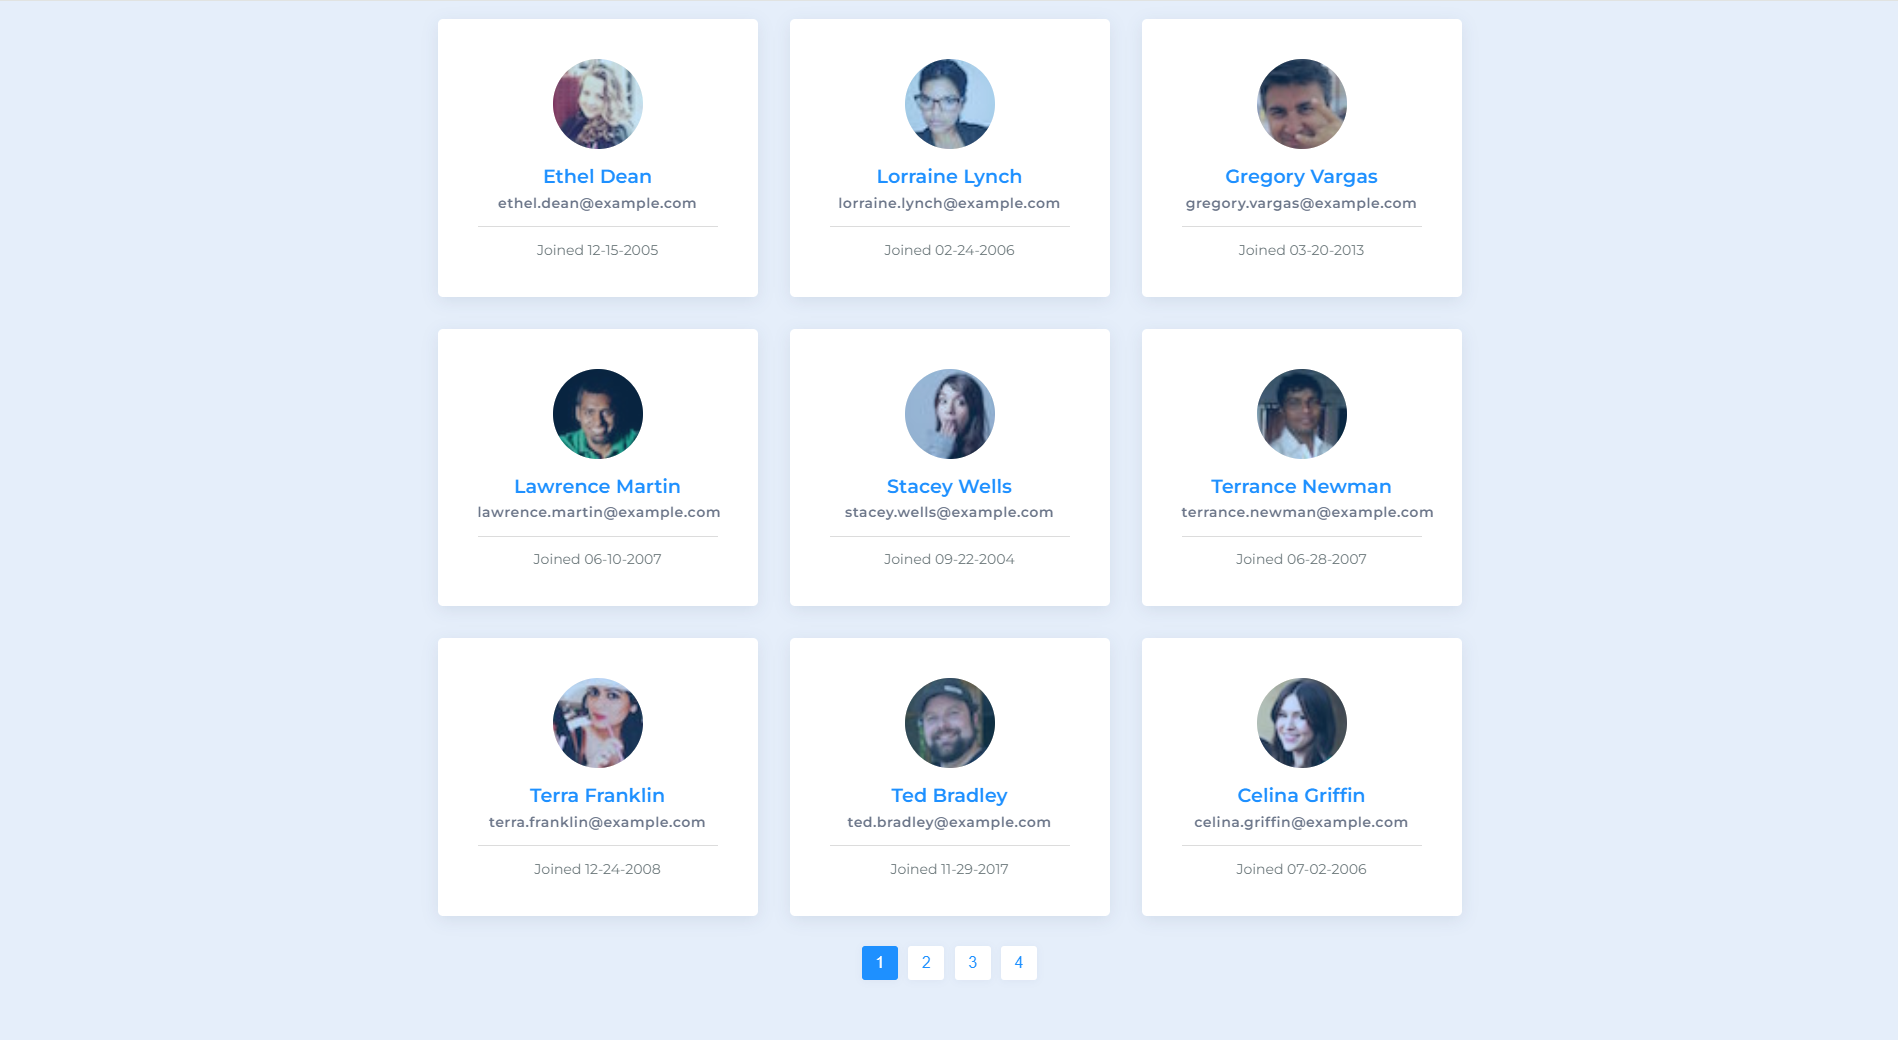 Ethel Dean
ethel.dean@example.com
Joined 12-15-2005
Lorraine Lynch
lorraine.lynch@example.com
Joined 02-24-2006
Gregory Vargas
gregory.vargas@example.com
Joined 03-20-2013
Lawrence Martin
lawrence.martin@example.com
Joined 06-10-2007
Stacey Wells
stacey.wells@example.com
Joined 09-22-2004
Terrance Newman
terrance.newman@example.com
Joined 06-28-2007
Terra Franklin
terra.franklin@example.com
Joined 12-24-2008
Ted Bradley
ted.bradley@example.com
Joined 11-29-2017
Celina Griffin
celina.griffin@example.com
Joined 07-02-2006
1 2 3 4